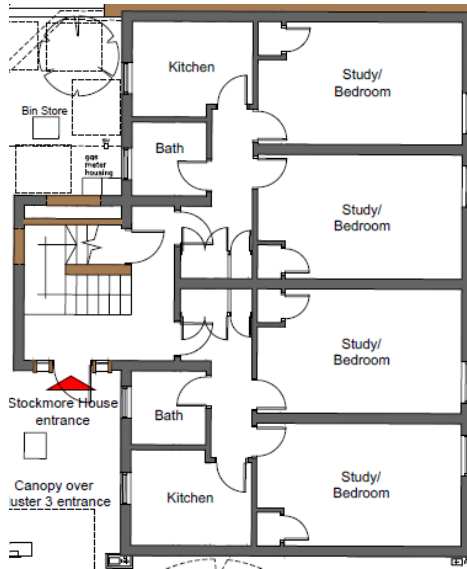 Kitchen
Study/
Bedroom
Bin Store
sv
gas
meter
housing
Bath
Study/
Bedroom
Study/
Bedroom
Stockmore House
entrance
Bath
Canopy over
uster 3 entrance
Kitchen
Study/
Bedroom